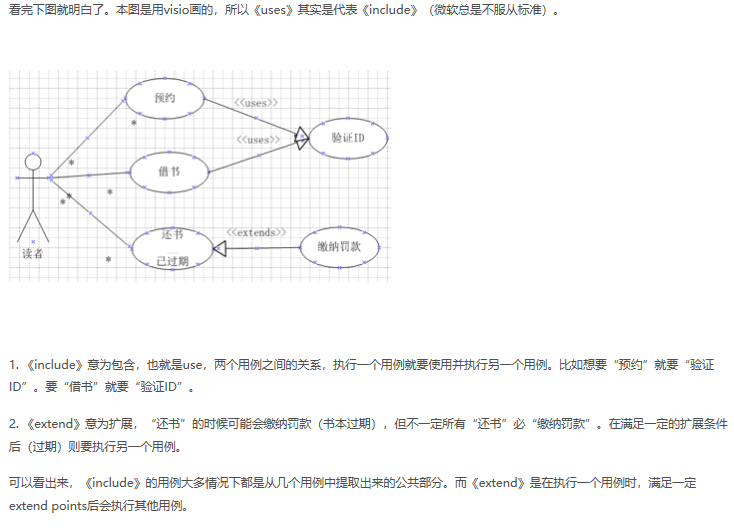 看完下图就明白了。本图是用visio画的，所以《uses》其实是代表《include》（微软总是不服从标准）。
预约
<<uses>>
*
验证ID
<<uses>>
*
借书
*
*
*
<<extends>>
还书
缴纳罚款
读者
*
已过期
1. 《include》意为包含，也就是use，两个用例之间的关系，执行一个用例就要使用并执行另一个用例。比如想要“预约”就要“验证
ID”。要“借书”就要“验证ID”。
2. 《extend》意为扩展，“还书”的时候可能会缴纳罚款（书本过期），但不一定所有“还书”必“缴纳罚款”。在满足一定的扩展条件
后（过期）则要执行另一个用例。
可以看出来，《include》的用例大多情况下都是从几个用例中提取出来的公共部分。而《extend》是在执行一个用例时，满足一定
extend points后会执行其他用例。